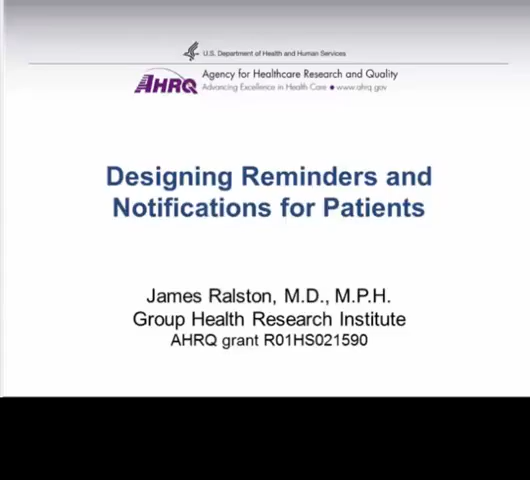 U.S. Department of Health and Human Services
AHRQ
Agency for Healthcare Research and Quality
Advancing Excellence in Health Care • www.ahrq.gov
Designing Reminders and
Notifications for Patients
James Ralston, M.D., M.P.H.
Group Health Research Institute
AHRQ grant R01HS021590